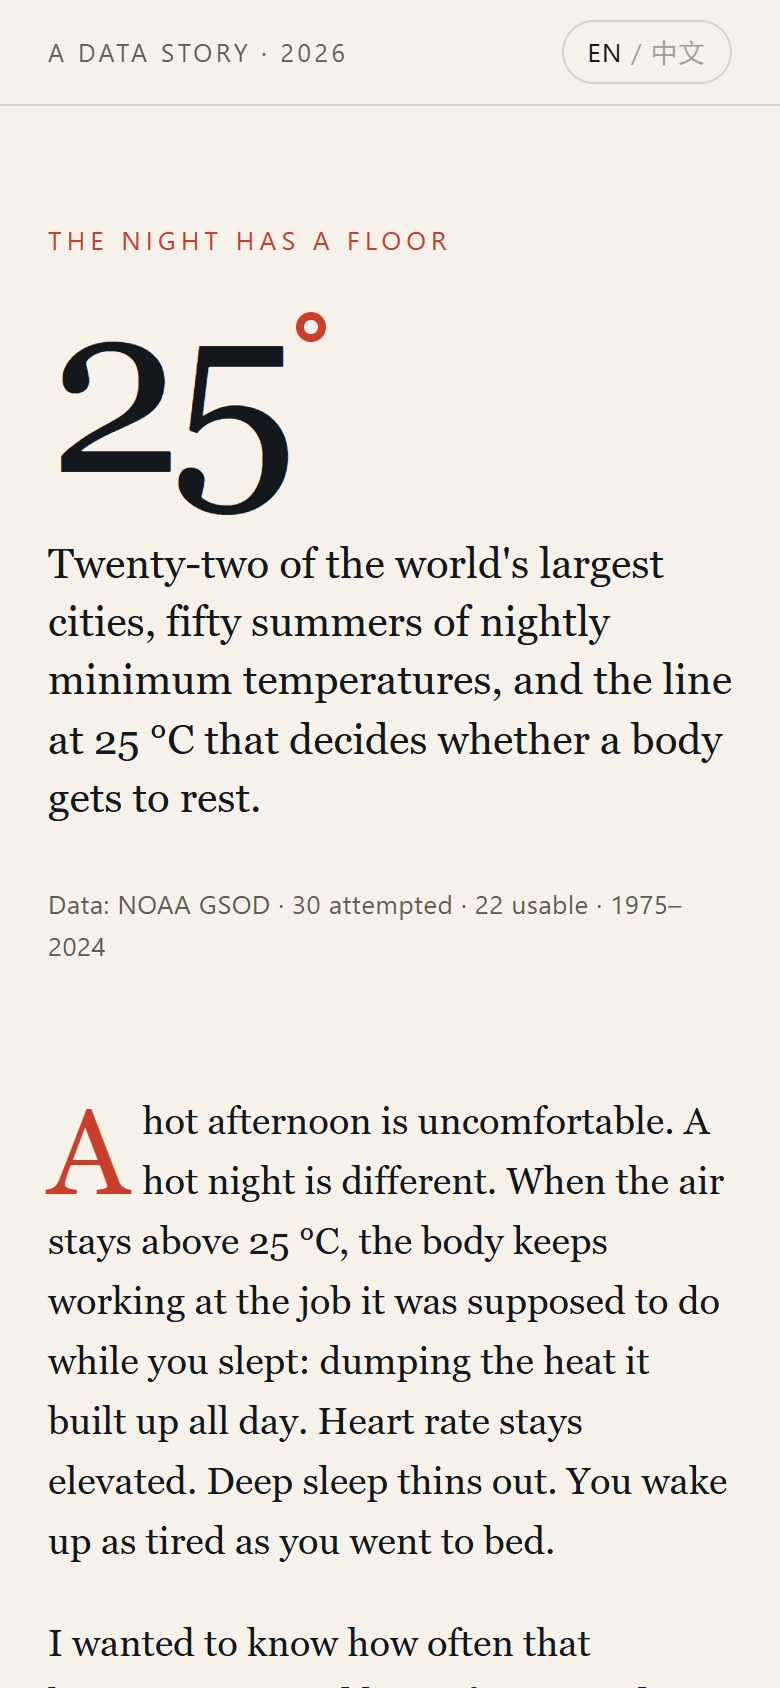 A DATA STORY · 2026
EN / 中文
THE NIGHT HAS A FLOOR
25°
Twenty-two of the world's largest
cities, fifty summers of nightly
minimum temperatures, and the line
at 25 °C that decides whether a body
gets to rest.
Data: NOAA GSOD · 30 attempted · 22 usable · 1975–
2024
A hot afternoon is uncomfortable. A
hot night is different. When the air
stays above 25 °C, the body keeps
working at the job it was supposed to do
while you slept: dumping the heat it
built up all day. Heart rate stays
elevated. Deep sleep thins out. You wake
up as tired as you went to bed.
I wanted to know how often that